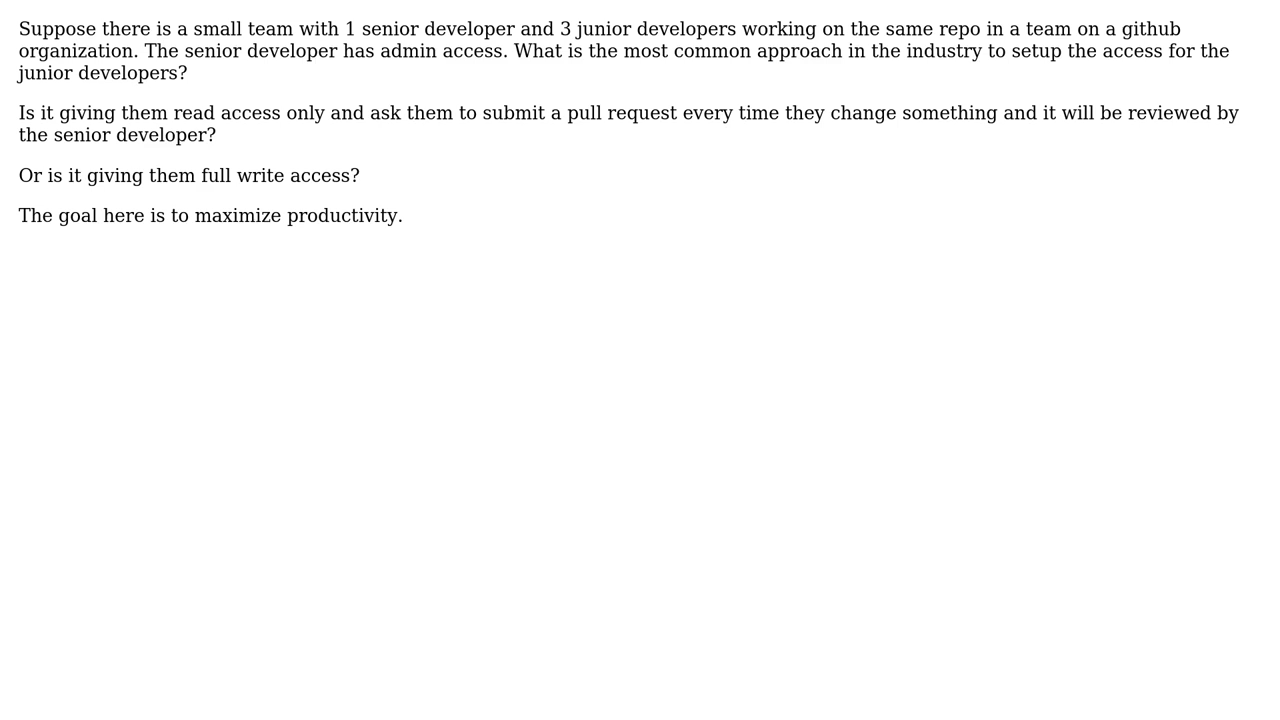 Suppose there is a small team with 1 senior developer and 3 junior developers working on the same repo in a team on a github
organization. The senior developer has admin access. What is the most common approach in the industry to setup the access for the
junior developers?
Is it giving them read access only and ask them to submit a pull request every time they change something and it will be reviewed by
the senior developer?
Or is it giving them full write access?
The goal here is to maximize productivity.